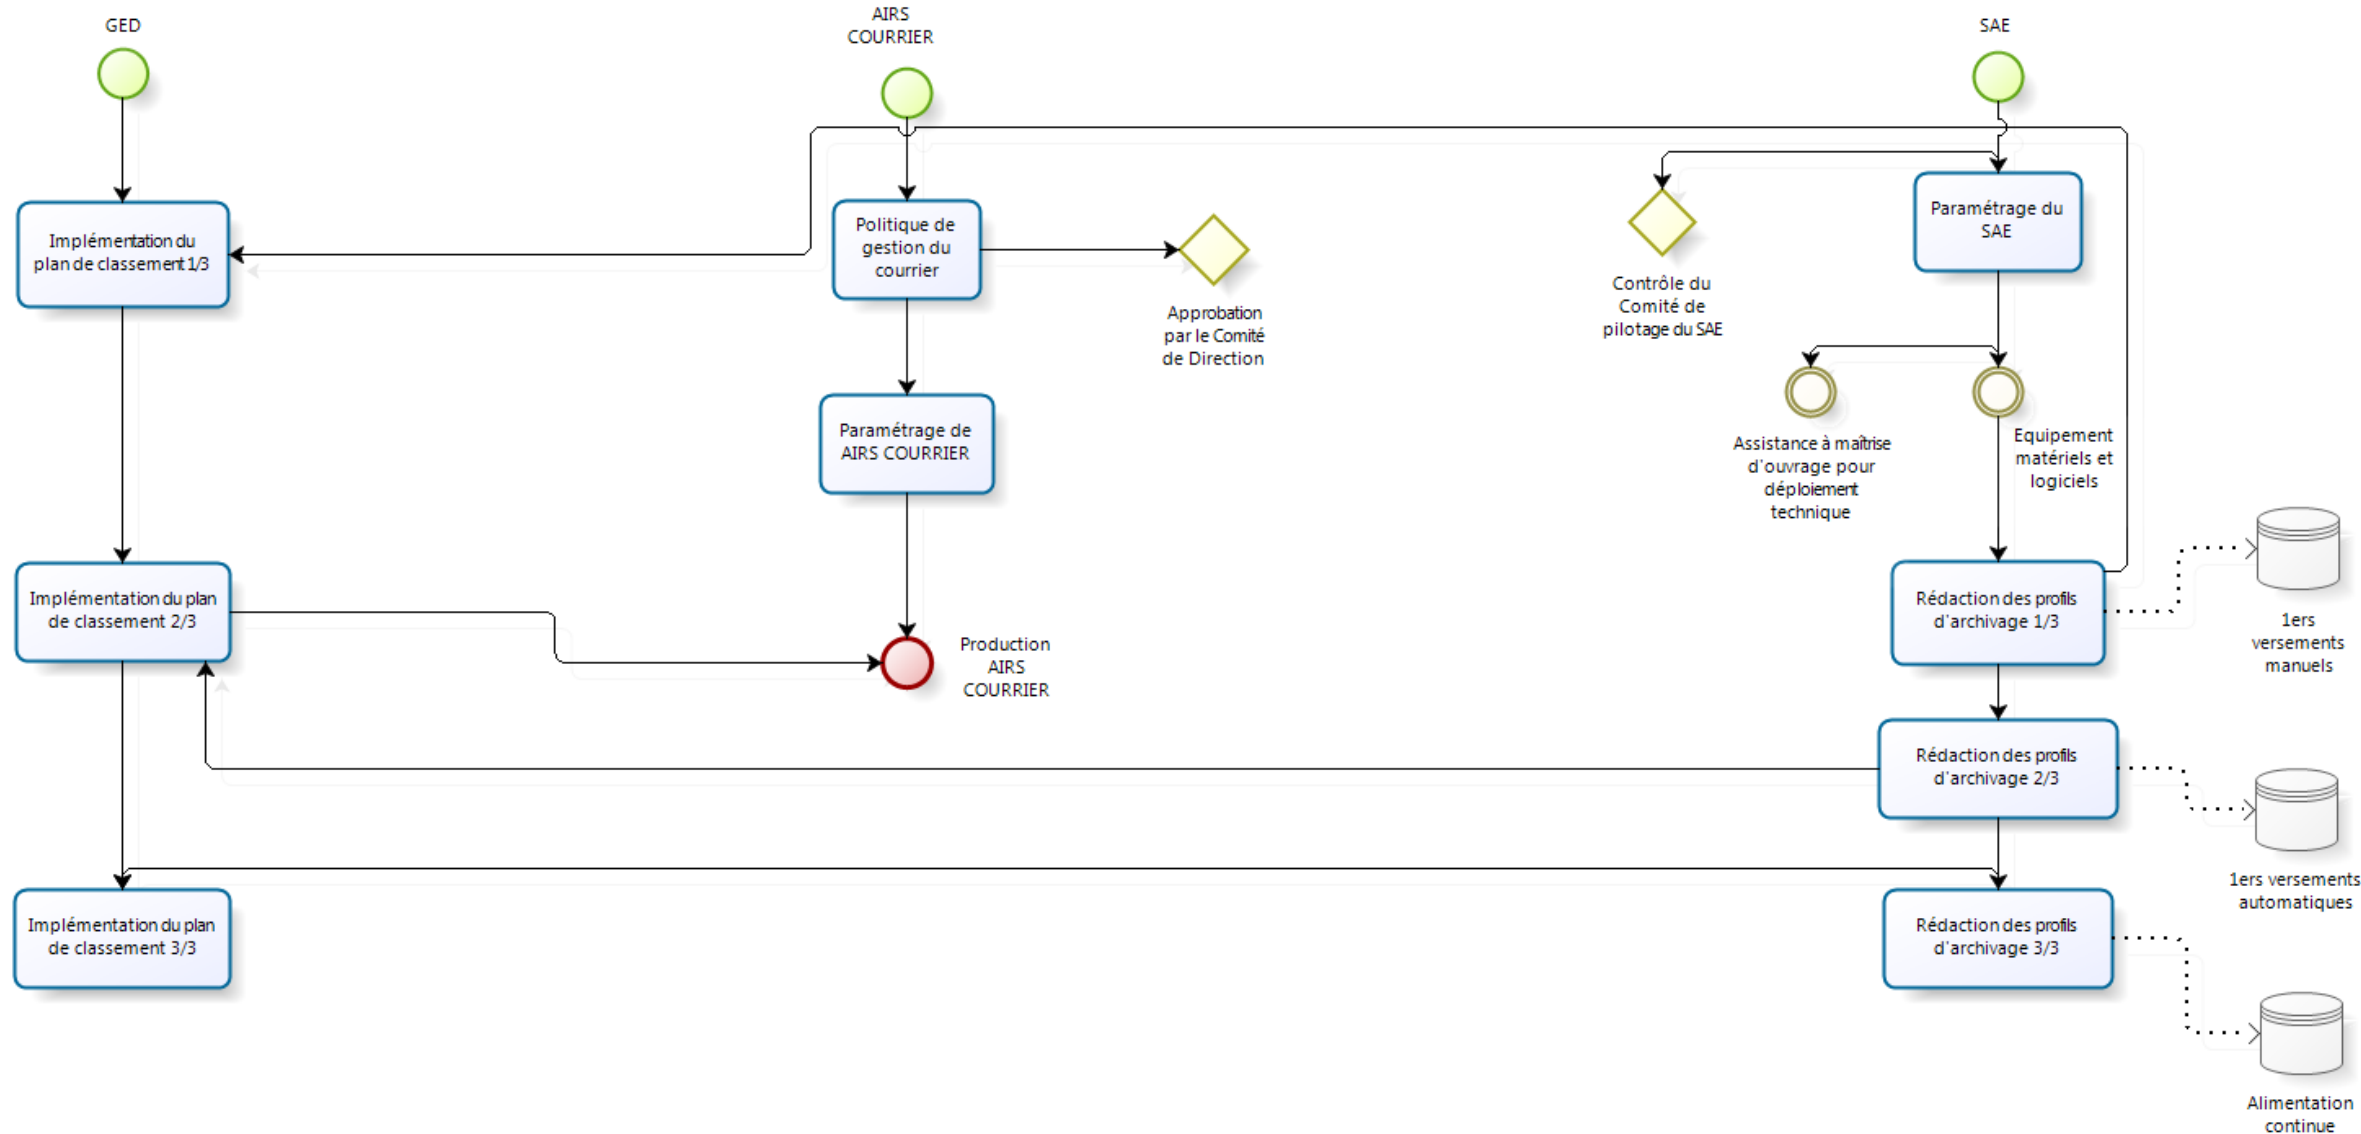 GED
AIRS
COURRIER
SAE
Implémentation du
plan de classement 1/3
Politique de
gestion du
courrier
Approbation
par le Comité
de Direction
Contrôle du
Comité de
pilotage du SAE
Paramétrage du
SAE
Paramétrage de
AIRS COURRIER
Assistance à maîtrise
d'ouvrage pour
déploiement
technique
Equipement
matériels et
logiciels
Implémentation du plan
de classement 2/3
Production
AIRS
COURRIER
Rédaction des profils
d'archivage 1/3
1ers
versements
manuels
Rédaction des profils
d'archivage 2/3
1ers versements
automatiques
Implémentation du plan
de classement 3/3
Rédaction des profils
d'archivage 3/3
Alimentation
continue